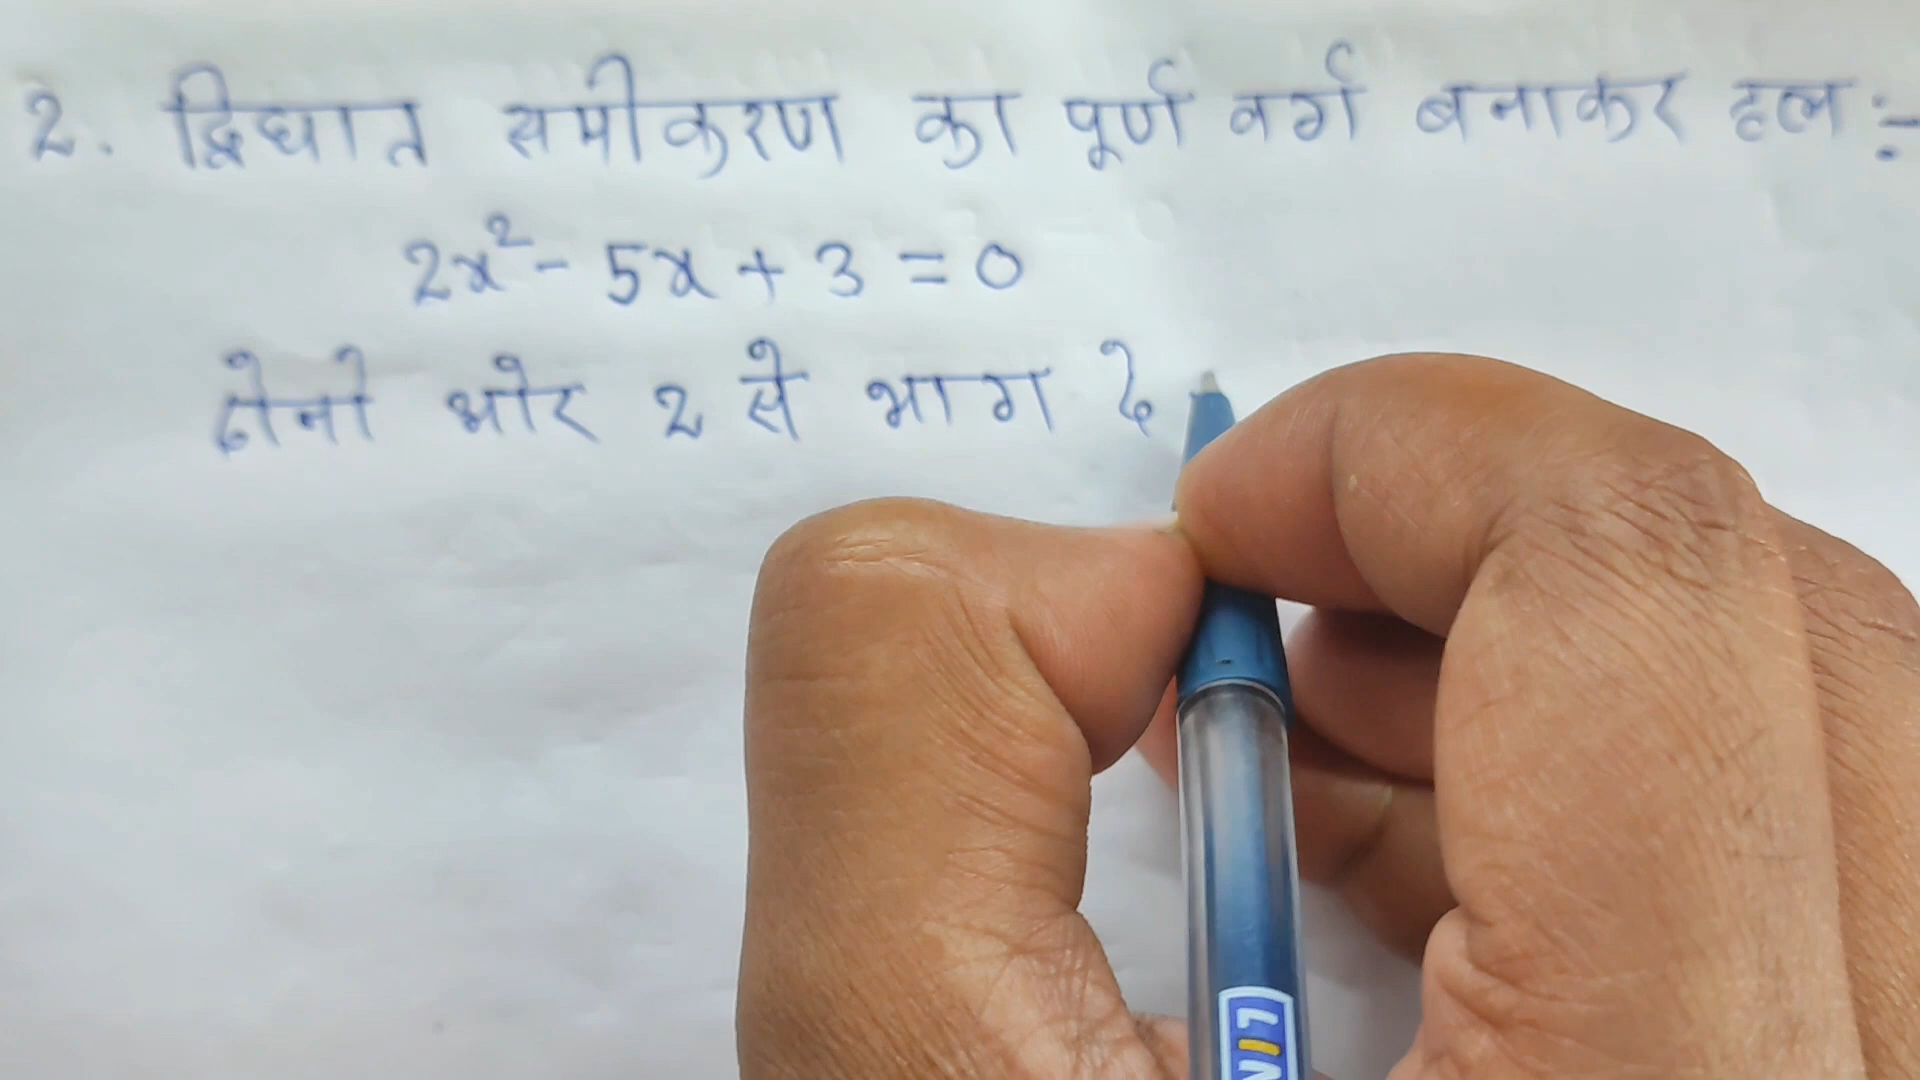 2. द्विघात समीकरण का पूर्ण वर्ग बनाकर हल :-
2x² - 5x + 3 = 0
दोनो ओर 2 से भाग दे